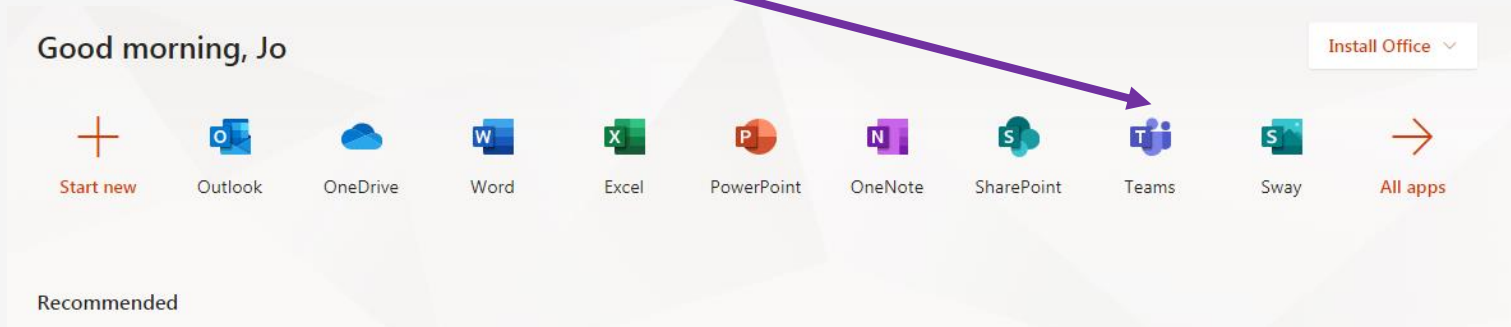 Good morning, Jo
Install Office
Start new Outlook OneDrive Word Excel PowerPoint OneNote SharePoint Teams Sway All apps
Recommended